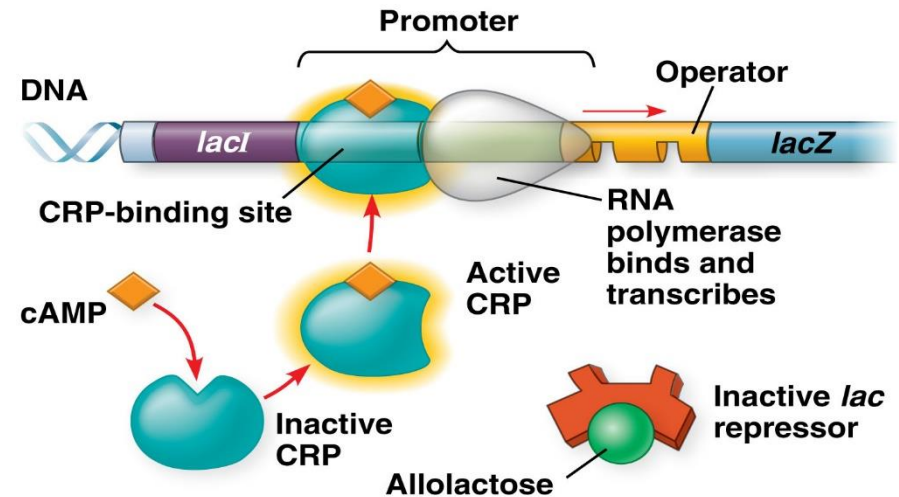 Promoter
Operator
DNA
lacI
lacZ
CRP-binding site
RNA
polymerase
binds and
transcribes
Active
CRP
cAMP
Inactive
CRP
Inactive lac
repressor
Allolactose